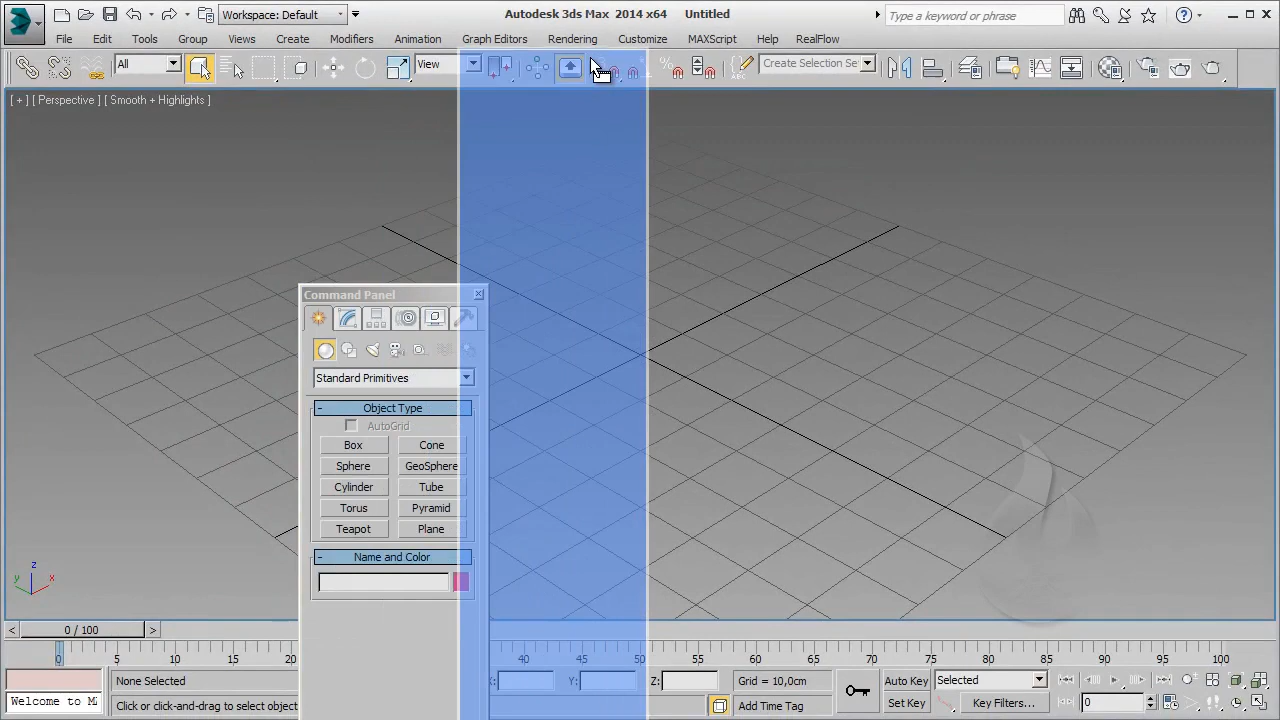 Workspace: Default
Autodesk 3ds Max 2014 x64 Untitled
Type a keyword or phrase
File Edit Tools Group Views Create Modifiers Animation Graph Editors Rendering Customize MAXScript Help RealFlow
All
View
Create Selection Se
ABC
[ + ] [ Perspective ] [ Smooth + Highlights ]
Command Panel
Standard Primitives
- Object Type
AutoGrid
Box Cone
Sphere GeoSphere
Cylinder Tube
Torus Pyramid
Teapot Plane
- Name and Color
z
y x
< 0 / 100 >
0 5 10 15 20 40 45 50 55 60 65 70 75 80 85 90 95 100
None Selected
X: Y: Z:
Grid = 10,0cm
Auto Key
Selected
Welcome to M
Click or click-and-drag to select object
Add Time Tag
Set Key
Key Filters...
0